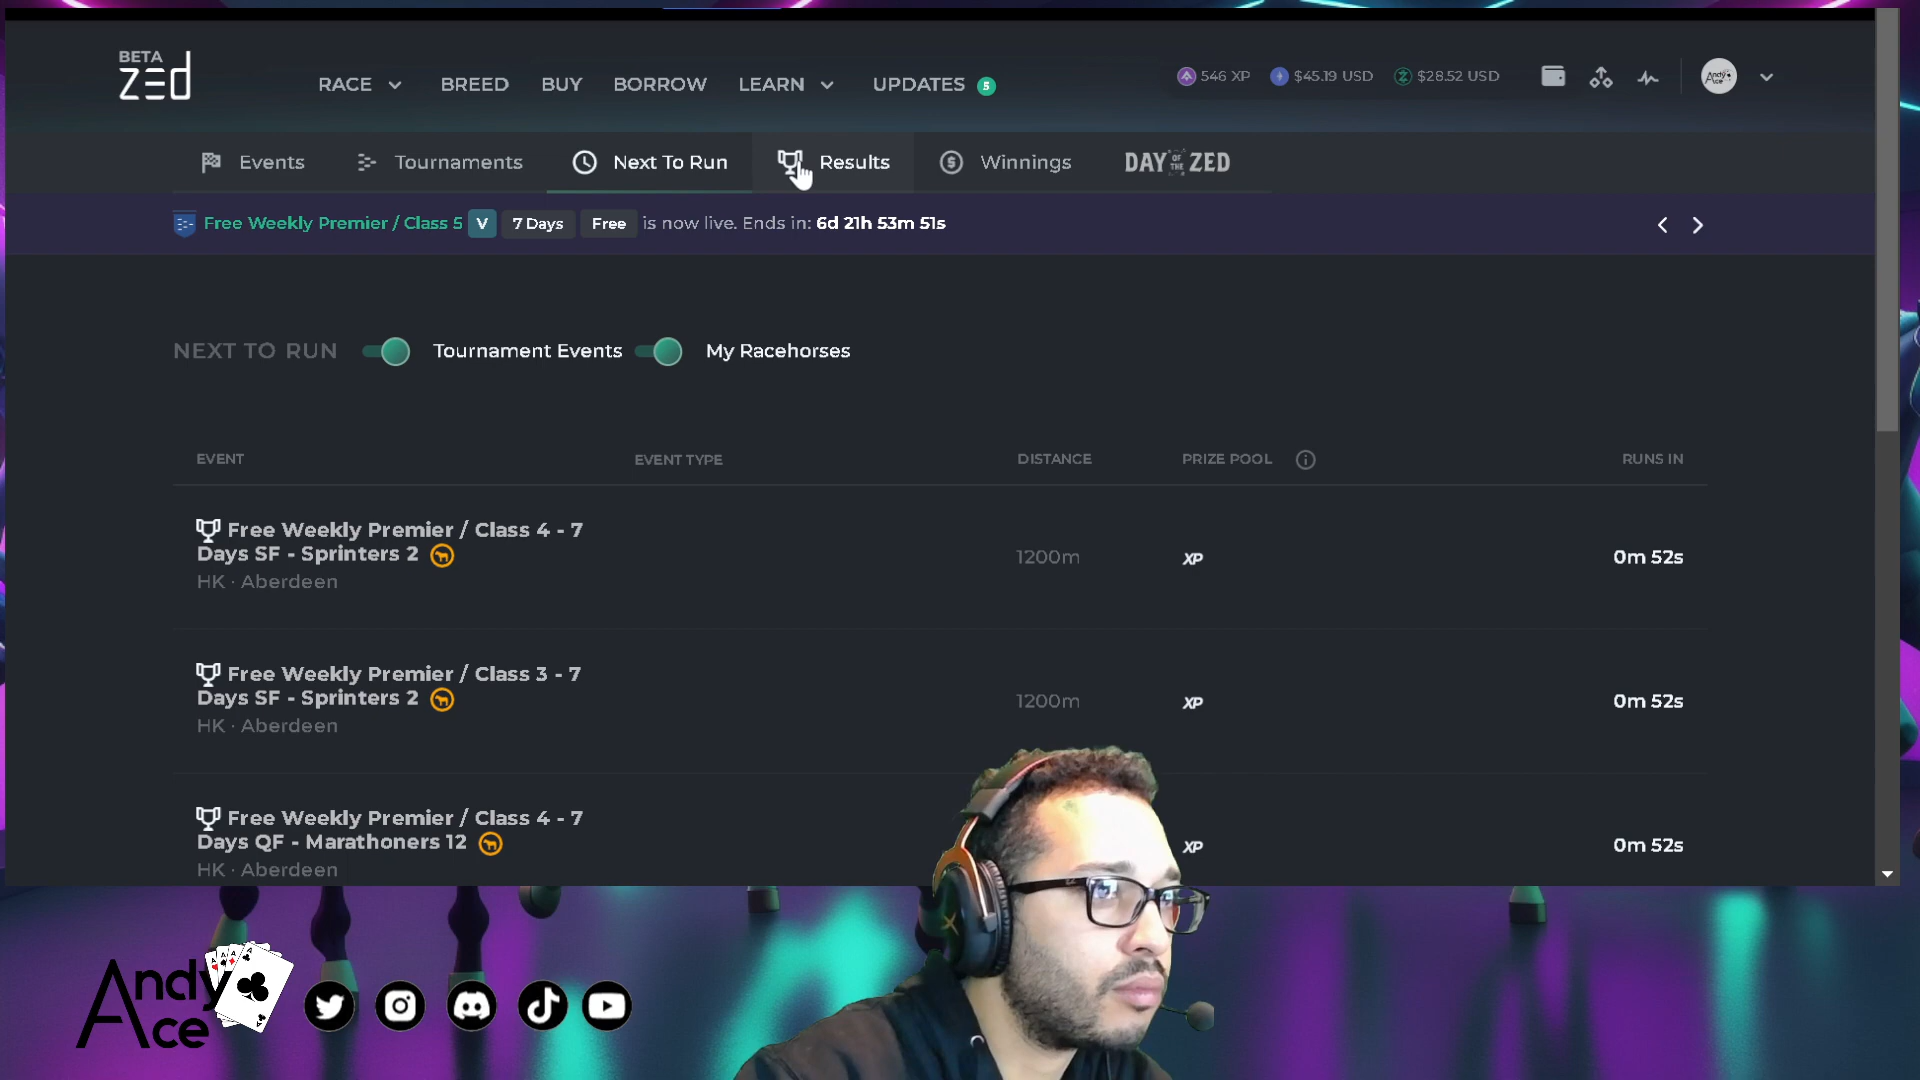 BETA
zed
RACE BREED BUY BORROW LEARN UPDATES 5
546 XP $45.19 USD $28.52 USD
Andy Ace
Events Tournaments Next To Run Results Winnings DAY OF THE ZED
Free Weekly Premier / Class 5 V 7 Days Free is now live. Ends in: 6d 21h 53m 51s
NEXT TO RUN Tournament Events My Racehorses
EVENT EVENT TYPE DISTANCE PRIZE POOL RUNS IN
Free Weekly Premier / Class 4 - 7
Days SF - Sprinters 2
HK · Aberdeen
1200m XP 0m 52s
Free Weekly Premier / Class 3 - 7
Days SF - Sprinters 2
HK · Aberdeen
1200m XP 0m 52s
Free Weekly Premier / Class 4 - 7
Days QF - Marathoners 12
HK · Aberdeen
XP 0m 52s
Andy
Ace